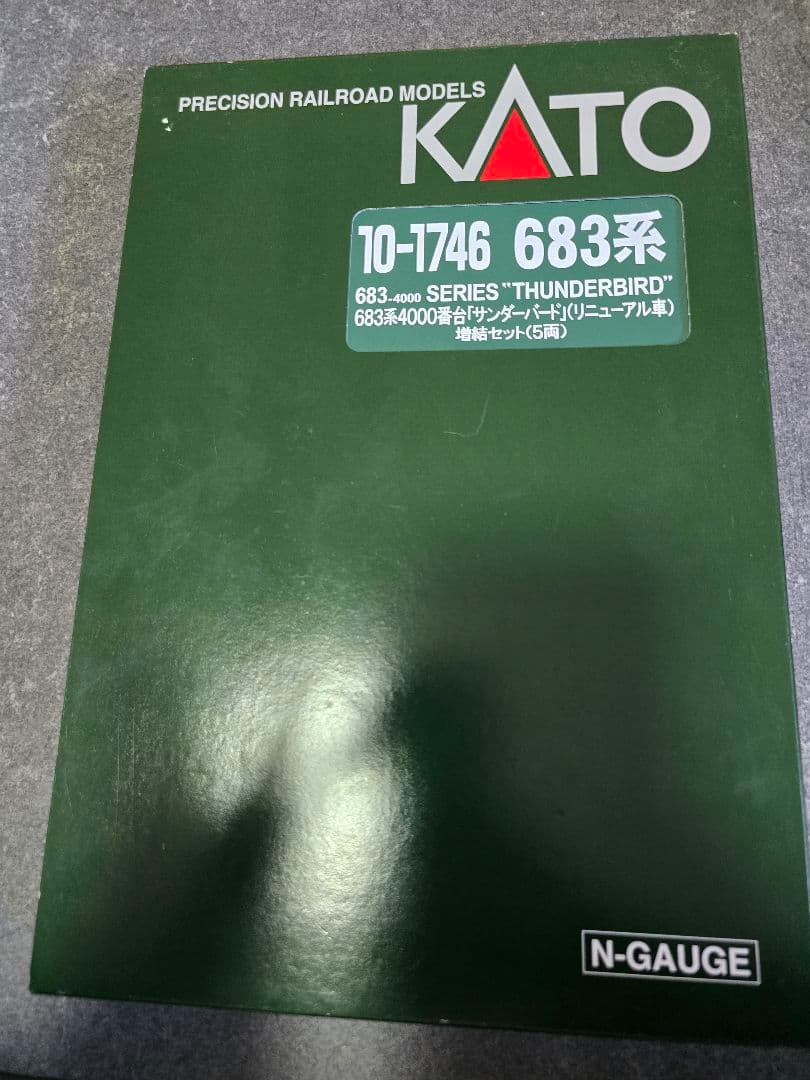 PRECISION RAILROAD MODELS
KATO
10-1746 683系
683-4000 SERIES "THUNDERBIRD"
683系4000番台「サンダーバード」(リニューアル車)
増結セット(5両)
N-GAUGE